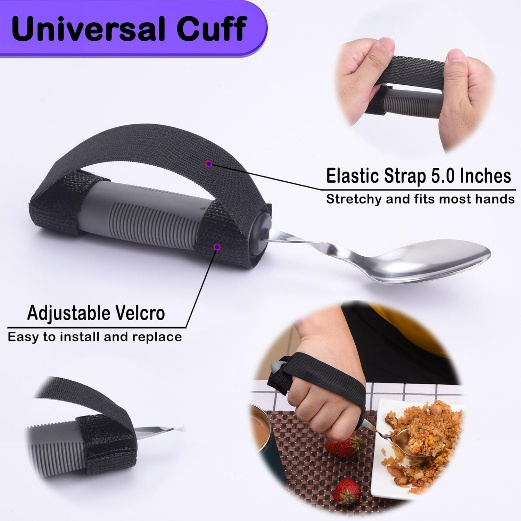 Universal Cuff
Elastic Strap 5.0 Inches
Stretchy and fits most hands
Adjustable Velcro
Easy to install and replace